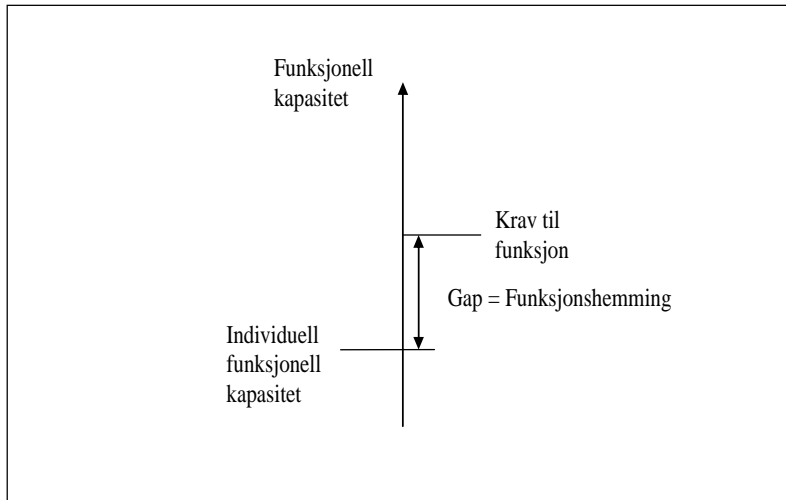 Funksjonell
kapasitet
Krav til
funksjon
Gap = Funksjonshemming
Individuell
funksjonell
kapasitet